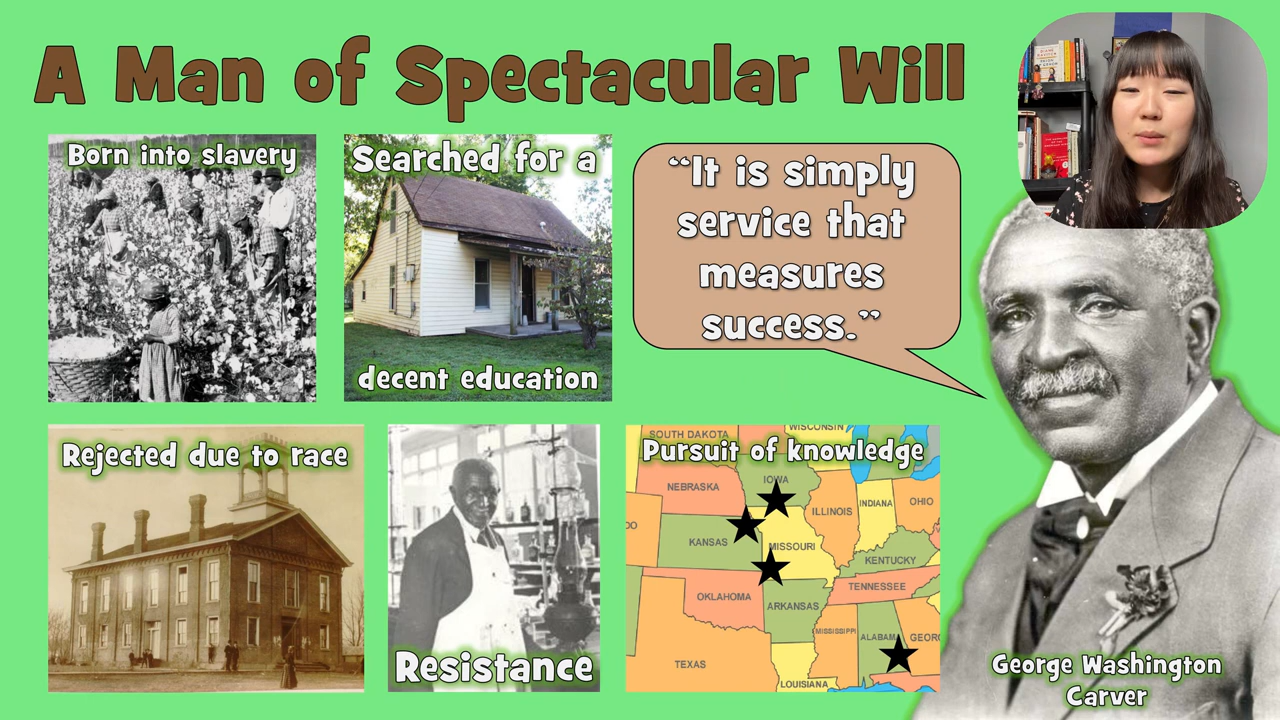 A Man of Spectacular Will
Born into slavery
Searched for a
decent education
“It is simply
service that
measures
success.”
Rejected due to race
Resistance
Pursuit of knowledge
SOUTH DAKOTA
WISCONSIN
NEBRASKA
IOWA
ILLINOIS
INDIANA
OHIO
KANSAS
MISSOURI
KENTUCKY
OKLAHOMA
ARKANSAS
TENNESSEE
MISSISSIPPI
TEXAS
LOUISIANA
George Washington
Carver